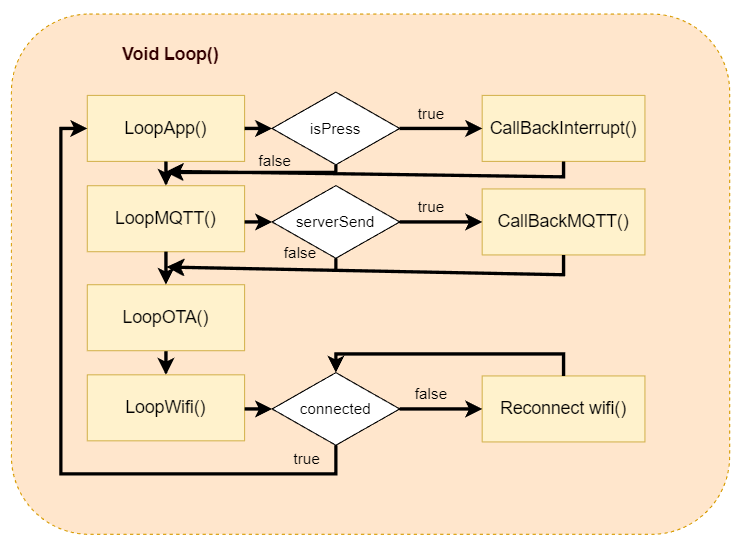 Void Loop()
LoopApp()
isPress
true
CallBackInterrupt()
false
LoopMQTT()
serverSend
true
CallBackMQTT()
false
LoopOTA()
LoopWifi()
connected
false
Reconnect wifi()
true